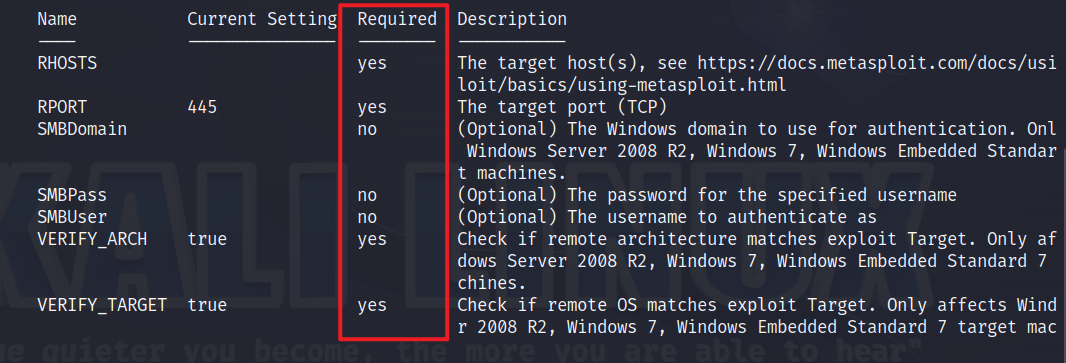 Name Current Setting Required Description
RHOSTS yes The target host(s), see https://docs.metasploit.com/docs/usi
loit/basics/using-metasploit.html
RPORT 445 yes The target port (TCP)
SMBDomain no (Optional) The Windows domain to use for authentication. Onl
Windows Server 2008 R2, Windows 7, Windows Embedded Standar
t machines.
SMBPass no (Optional) The password for the specified username
SMBUser no (Optional) The username to authenticate as
VERIFY_ARCH true yes Check if remote architecture matches exploit Target. Only af
dows Server 2008 R2, Windows 7, Windows Embedded Standard 7
chines.
VERIFY_TARGET true yes Check if remote OS matches exploit Target. Only affects Wind
r 2008 R2, Windows 7, Windows Embedded Standard 7 target mac
KALI LINUX
quieter you become, the more you are able to hear"